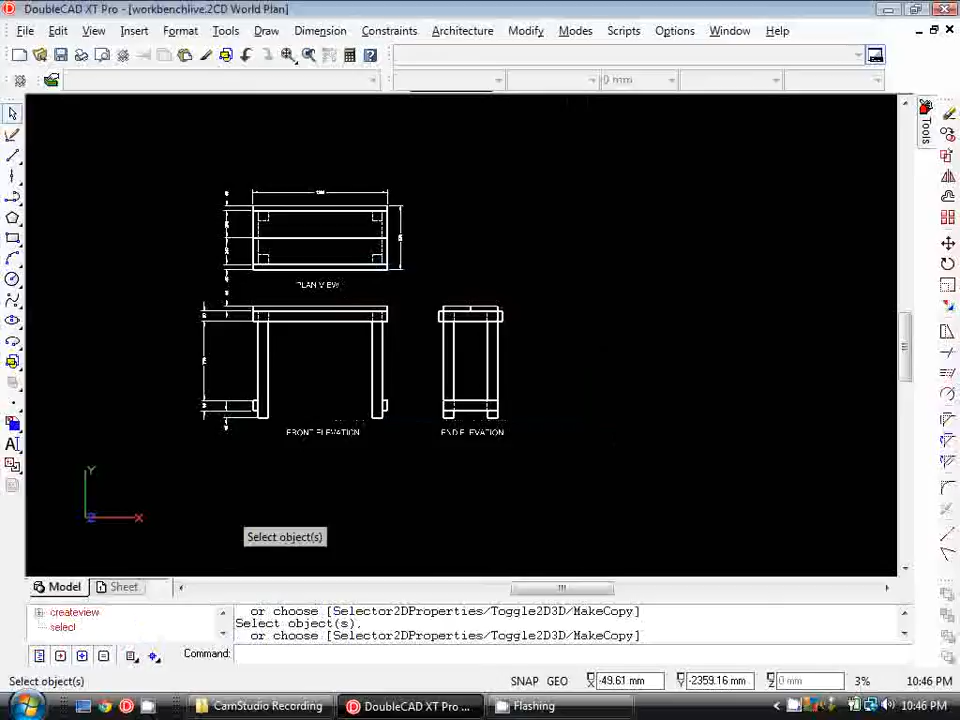 DoubleCAD XT Pro - [workbenchlive.2CD World Plan]
File Edit View Insert Format Tools Draw Dimension Constraints Architecture Modify Modes Scripts Options Window Help
0 mm
Tools
PLAN VIEW
FRONT ELEVATION
END ELEVATION
Y
Z
X
Select object(s)
Model Sheet
createview
select
or choose [Selector2DProperties/Toggle2D3D/MakeCopy]
Select object(s),
or choose [Selector2DProperties/Toggle2D3D/MakeCopy]
Command:
Select object(s)
SNAP GEO X -49.61 mm Y -2359.16 mm Z 0 mm 3% 10:46 PM
CamStudio Recording
DoubleCAD XT Pro ...
Flashing
10:46 PM